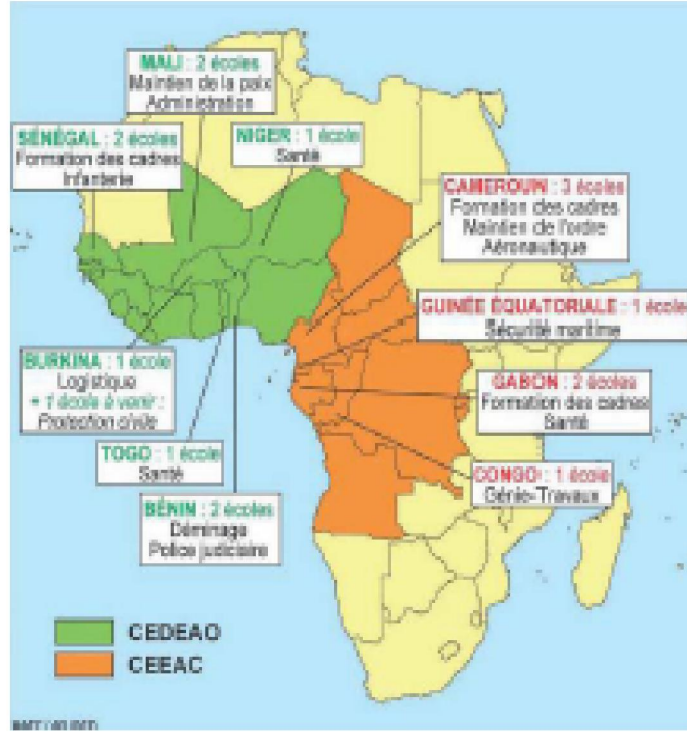 MALI : 2 écoles
Maintien de la paix
Administration
SÉNÉGAL : 2 écoles
Formation des cadres
Infanterie
NIGER : 1 école
Santé
CAMEROUN : 3 écoles
Formation des cadres
Maintien de l'ordre
Aéronautique
GUINÉE ÉQUATORIALE : 1 école
Sécurité maritime
BURKINA : 1 école
Logistique
+ 1 école à venir :
Protection civile
GABON : 2 écoles
Formation des cadres
Santé
TOGO : 1 école
Santé
CONGO : 1 école
Génie-Travaux
BÉNIN : 2 écoles
Déminage
Police judiciaire
CEDEAO
CEEAC